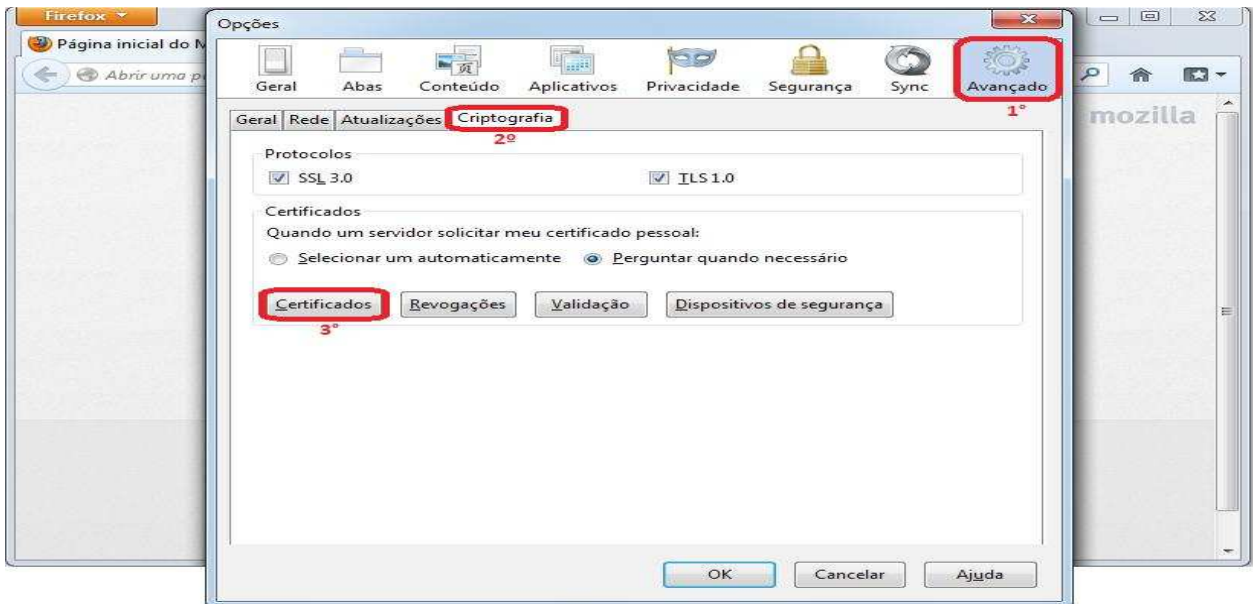 Firefox
Opções
Página inicial do M
Abrir uma p
Geral Abas Conteúdo Aplicativos Privacidade Segurança Sync Avançado
1°
mozilla
Geral Rede Atualizações Criptografia
2º
Protocolos
SSL 3.0 TLS 1.0
Certificados
Quando um servidor solicitar meu certificado pessoal:
Selecionar um automaticamente Perguntar quando necessário
Certificados Revogações Validação Dispositivos de segurança
3°
OK Cancelar Ajuda